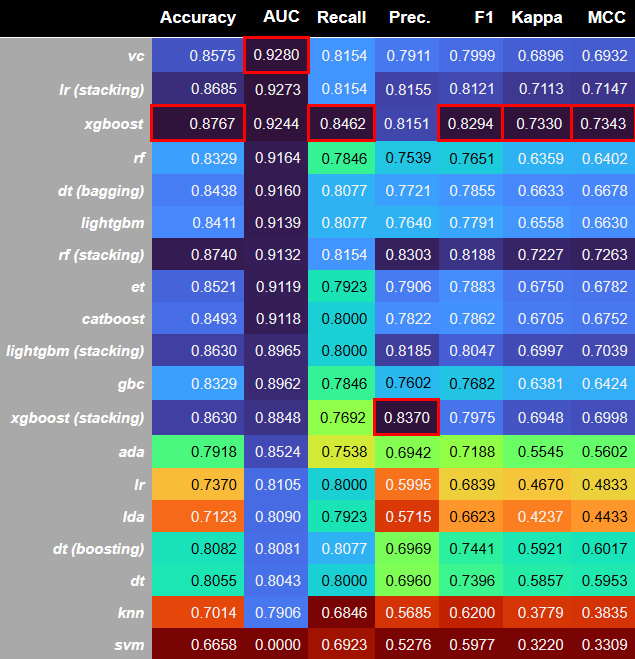 Accuracy AUC Recall Prec. F1 Kappa MCC
vc 0.8575 0.9280 0.8154 0.7911 0.7999 0.6896 0.6932
lr (stacking) 0.8685 0.9273 0.8154 0.8155 0.8121 0.7113 0.7147
xgboost 0.8767 0.9244 0.8462 0.8151 0.8294 0.7330 0.7343
rf 0.8329 0.9164 0.7846 0.7539 0.7651 0.6359 0.6402
dt (bagging) 0.8438 0.9160 0.8077 0.7721 0.7855 0.6633 0.6678
lightgbm 0.8411 0.9139 0.8077 0.7640 0.7791 0.6558 0.6630
rf (stacking) 0.8740 0.9132 0.8154 0.8303 0.8188 0.7227 0.7263
et 0.8521 0.9119 0.7923 0.7906 0.7883 0.6750 0.6782
catboost 0.8493 0.9118 0.8000 0.7822 0.7862 0.6705 0.6752
lightgbm (stacking) 0.8630 0.8965 0.8000 0.8185 0.8047 0.6997 0.7039
gbc 0.8329 0.8962 0.7846 0.7602 0.7682 0.6381 0.6424
xgboost (stacking) 0.8630 0.8848 0.7692 0.8370 0.7975 0.6948 0.6998
ada 0.7918 0.8524 0.7538 0.6942 0.7188 0.5545 0.5602
lr 0.7370 0.8105 0.8000 0.5995 0.6839 0.4670 0.4833
lda 0.7123 0.8090 0.7923 0.5715 0.6623 0.4237 0.4433
dt (boosting) 0.8082 0.8081 0.8077 0.6969 0.7441 0.5921 0.6017
dt 0.8055 0.8043 0.8000 0.6960 0.7396 0.5857 0.5953
knn 0.7014 0.7906 0.6846 0.5685 0.6200 0.3779 0.3835
svm 0.6658 0.0000 0.6923 0.5276 0.5977 0.3220 0.3309